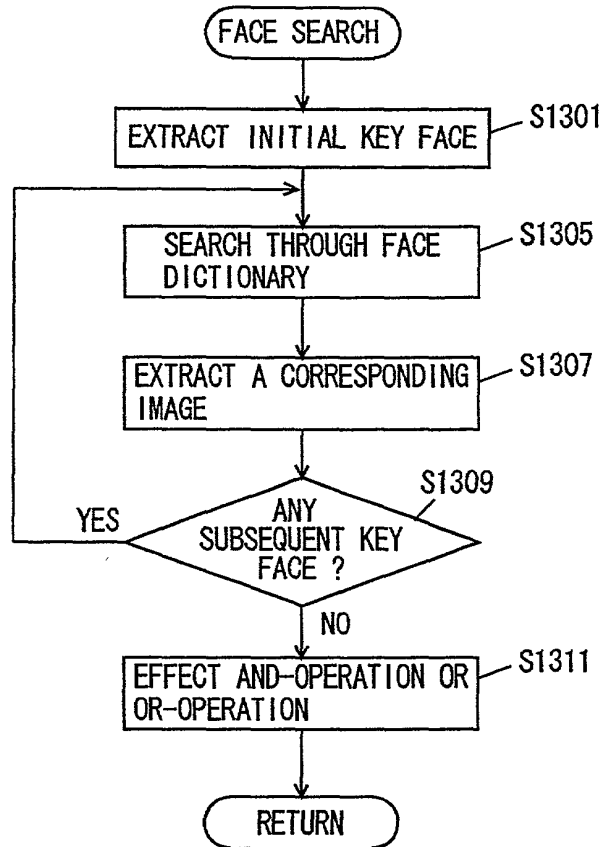 FACE SEARCH
EXTRACT INITIAL KEY FACE
S1301
SEARCH THROUGH FACE
DICTIONARY
S1305
EXTRACT A CORRESPONDING
IMAGE
S1307
ANY
SUBSEQUENT KEY
FACE ?
S1309
YES
NO
EFFECT AND-OPERATION OR
OR-OPERATION
S1311
RETURN